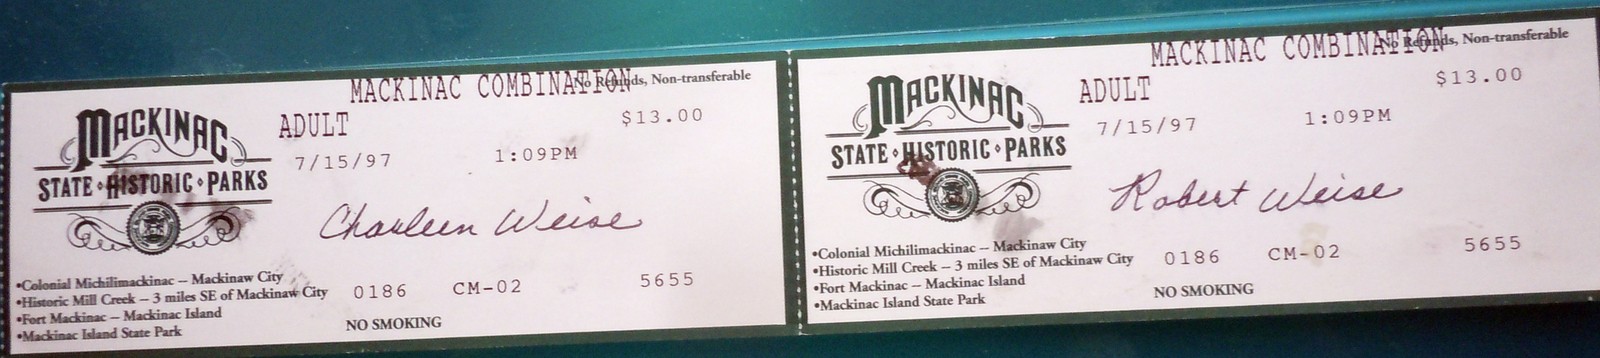 MACKINAC COMBINATION
No Refunds, Non-transferable
MACKINAC
STATE HISTORIC PARKS
ADULT
$13.00
7/15/97 1:09PM
Charleen Weise
•Colonial Michilimackinac – Mackinaw City
•Historic Mill Creek – 3 miles SE of Mackinaw City
•Fort Mackinac – Mackinac Island
•Mackinac Island State Park
0186 CM-02 5655
NO SMOKING
MACKINAC COMBINATION
No Refunds, Non-transferable
MACKINAC
STATE HISTORIC PARKS
ADULT
$13.00
7/15/97 1:09PM
Robert Weise
•Colonial Michilimackinac – Mackinaw City
•Historic Mill Creek – 3 miles SE of Mackinaw City
•Fort Mackinac – Mackinac Island
•Mackinac Island State Park
0186 CM-02 5655
NO SMOKING